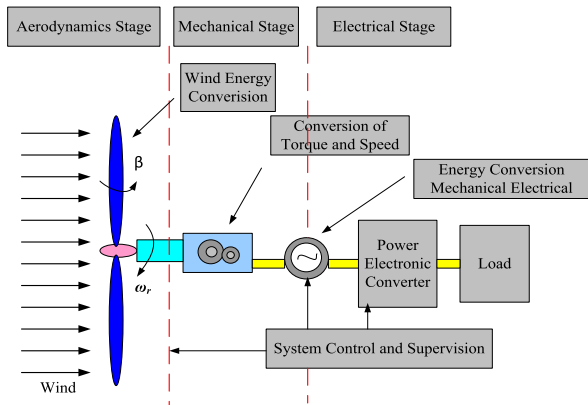 Aerodynamics Stage
Mechanical Stage
Electrical Stage
Wind Energy
Converision
Conversion of
Torque and Speed
Energy Conversion
Mechanical Electrical
β
ωr
Power
Electronic
Converter
Load
System Control and Supervision
Wind